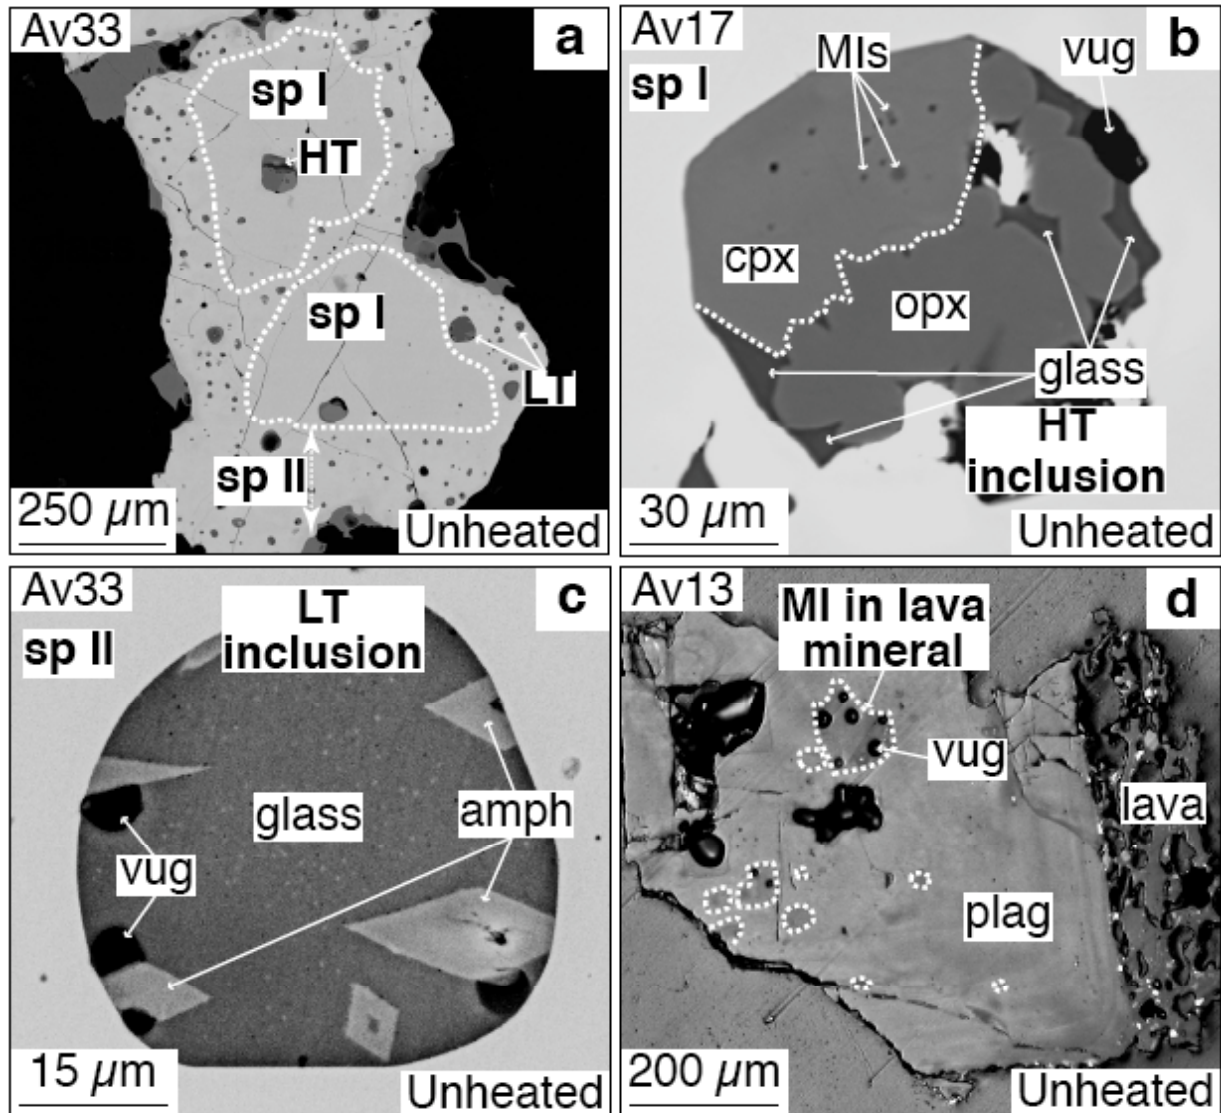 Av33
a
sp I
HT
sp I
LT
sp II
250 µm
Unheated
Av17
b
sp I
MIs
vug
cpx
opx
glass
HT
inclusion
30 µm
Unheated
Av33
c
sp II
LT
inclusion
glass
amph
vug
15 µm
Unheated
Av13
d
MI in lava
mineral
vug
lava
plag
200 µm
Unheated